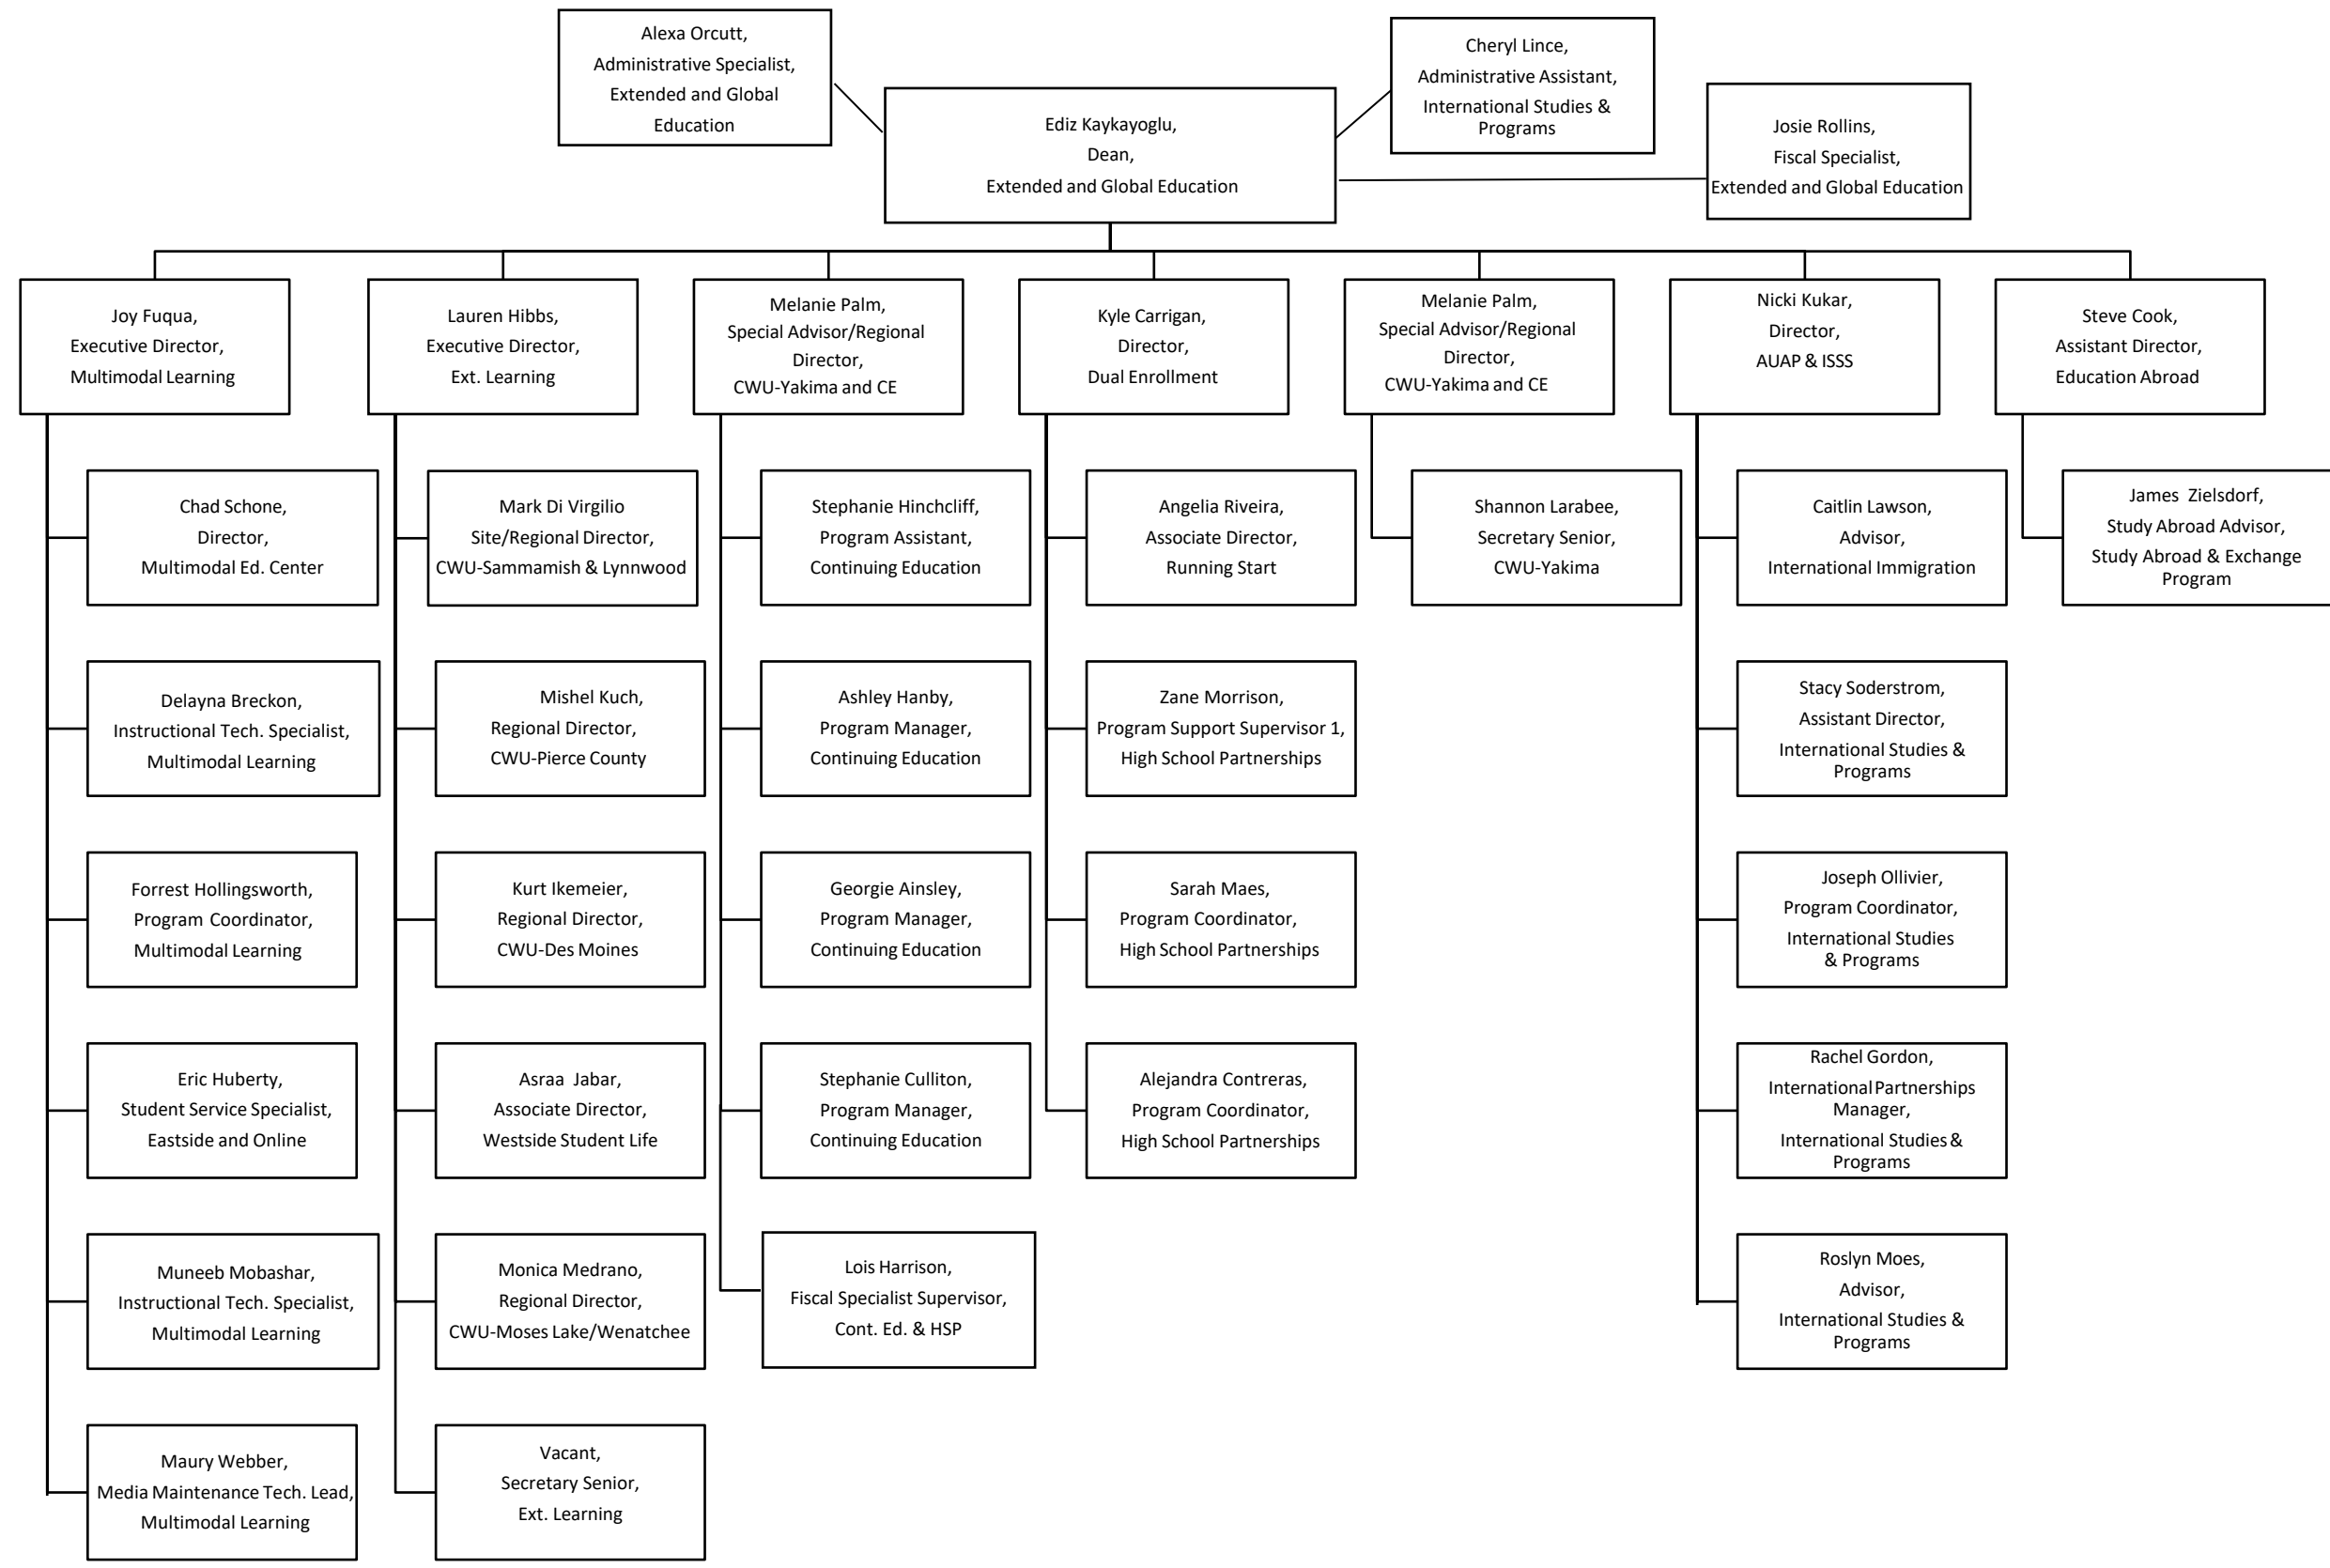 Alexa Orcutt,
Administrative Specialist,
Extended and Global
Education
Cheryl Lince,
Administrative Assistant,
International Studies &
Programs
Ediz Kaykayoglu,
Dean,
Extended and Global Education
Josie Rollins,
Fiscal Specialist,
Extended and Global Education
Joy Fuqua,
Executive Director,
Multimodal Learning
Lauren Hibbs,
Executive Director,
Ext. Learning
Melanie Palm,
Special Advisor/Regional
Director,
CWU-Yakima and CE
Kyle Carrigan,
Director,
Dual Enrollment
Melanie Palm,
Special Advisor/Regional
Director,
CWU-Yakima and CE
Nicki Kukar,
Director,
AUAP & ISSS
Steve Cook,
Assistant Director,
Education Abroad
Chad Schone,
Director,
Multimodal Ed. Center
Mark Di Virgilio
Site/Regional Director,
CWU-Sammamish & Lynnwood
Stephanie Hinchcliff,
Program Assistant,
Continuing Education
Angelia Riveira,
Associate Director,
Running Start
Shannon Larabee,
Secretary Senior,
CWU-Yakima
Caitlin Lawson,
Advisor,
International Immigration
James Zielsdorf,
Study Abroad Advisor,
Study Abroad & Exchange
Program
Delayna Breckon,
Instructional Tech. Specialist,
Multimodal Learning
Mishel Kuch,
Regional Director,
CWU-Pierce County
Ashley Hanby,
Program Manager,
Continuing Education
Zane Morrison,
Program Support Supervisor 1,
High School Partnerships
Stacy Soderstrom,
Assistant Director,
International Studies &
Programs
Forrest Hollingsworth,
Program Coordinator,
Multimodal Learning
Kurt Ikemeier,
Regional Director,
CWU-Des Moines
Georgie Ainsley,
Program Manager,
Continuing Education
Sarah Maes,
Program Coordinator,
High School Partnerships
Joseph Ollivier,
Program Coordinator,
International Studies
& Programs
Eric Huberty,
Student Service Specialist,
Eastside and Online
Asraa Jabar,
Associate Director,
Westside Student Life
Stephanie Culliton,
Program Manager,
Continuing Education
Alejandra Contreras,
Program Coordinator,
High School Partnerships
Rachel Gordon,
International Partnerships
Manager,
International Studies &
Programs
Muneeb Mobashar,
Instructional Tech. Specialist,
Multimodal Learning
Monica Medrano,
Regional Director,
CWU-Moses Lake/Wenatchee
Lois Harrison,
Fiscal Specialist Supervisor,
Cont. Ed. & HSP
Roslyn Moes,
Advisor,
International Studies &
Programs
Maury Webber,
Media Maintenance Tech. Lead,
Multimodal Learning
Vacant,
Secretary Senior,
Ext. Learning